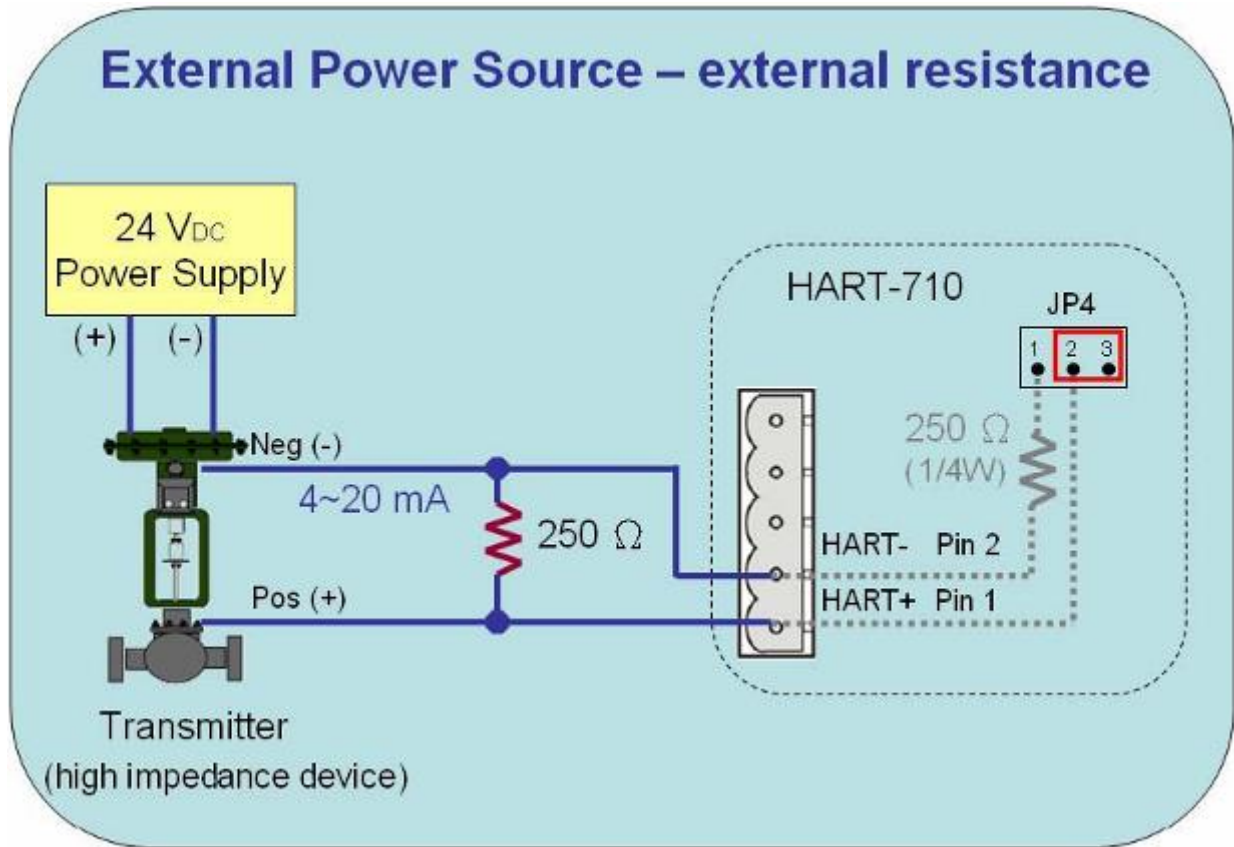 External Power Source – external resistance
24 VDC
Power Supply
(+) (-)
HART-710
JP4
1 2 3
Neg (-)
4~20 mA
250 Ω
250 Ω
(1/4W)
HART- Pin 2
Pos (+)
HART+ Pin 1
Transmitter
(high impedance device)